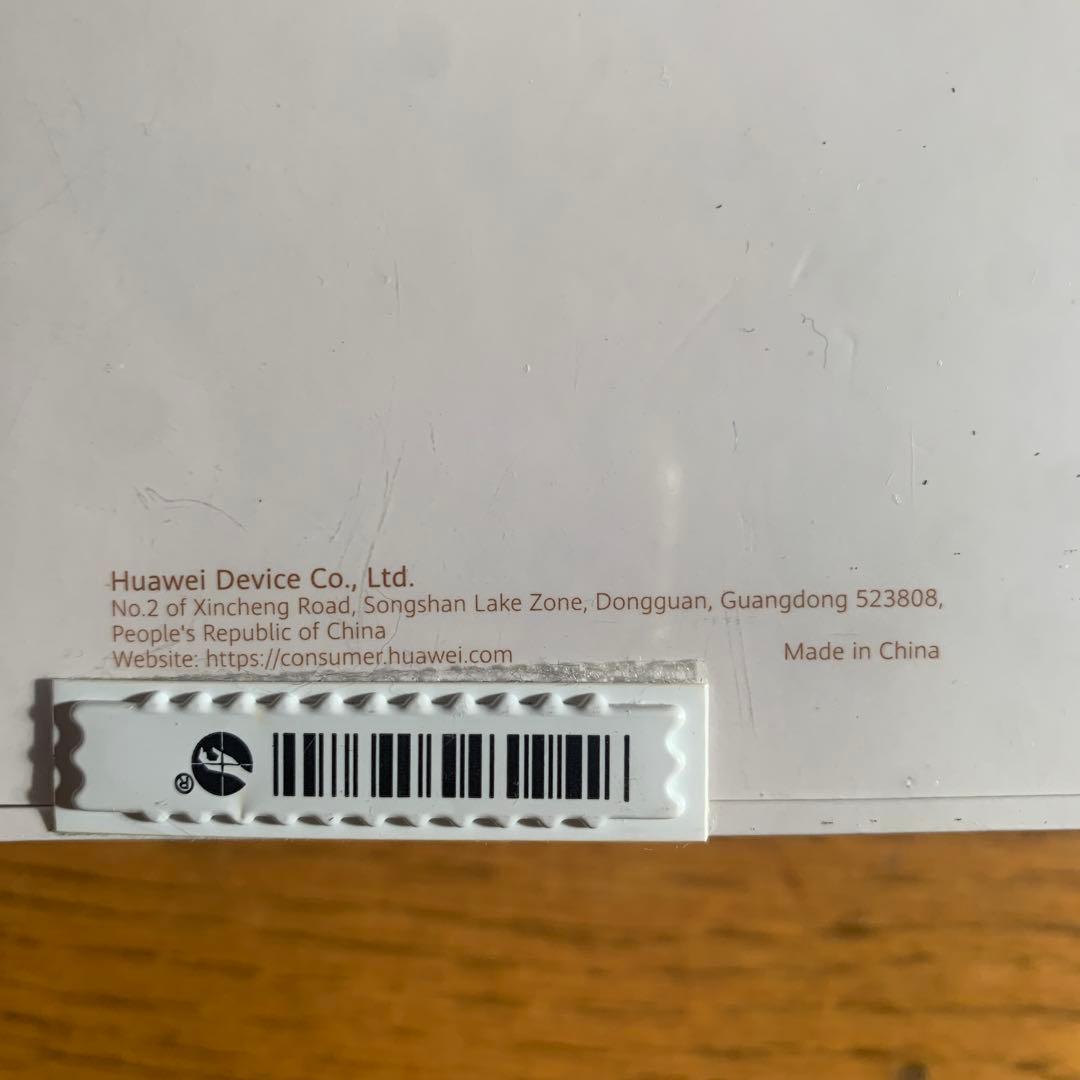 Huawei Device Co., Ltd.
No.2 of Xincheng Road, Songshan Lake Zone, Dongguan, Guangdong 523808,
People's Republic of China
Website: https://consumer.huawei.com
Made in China
®